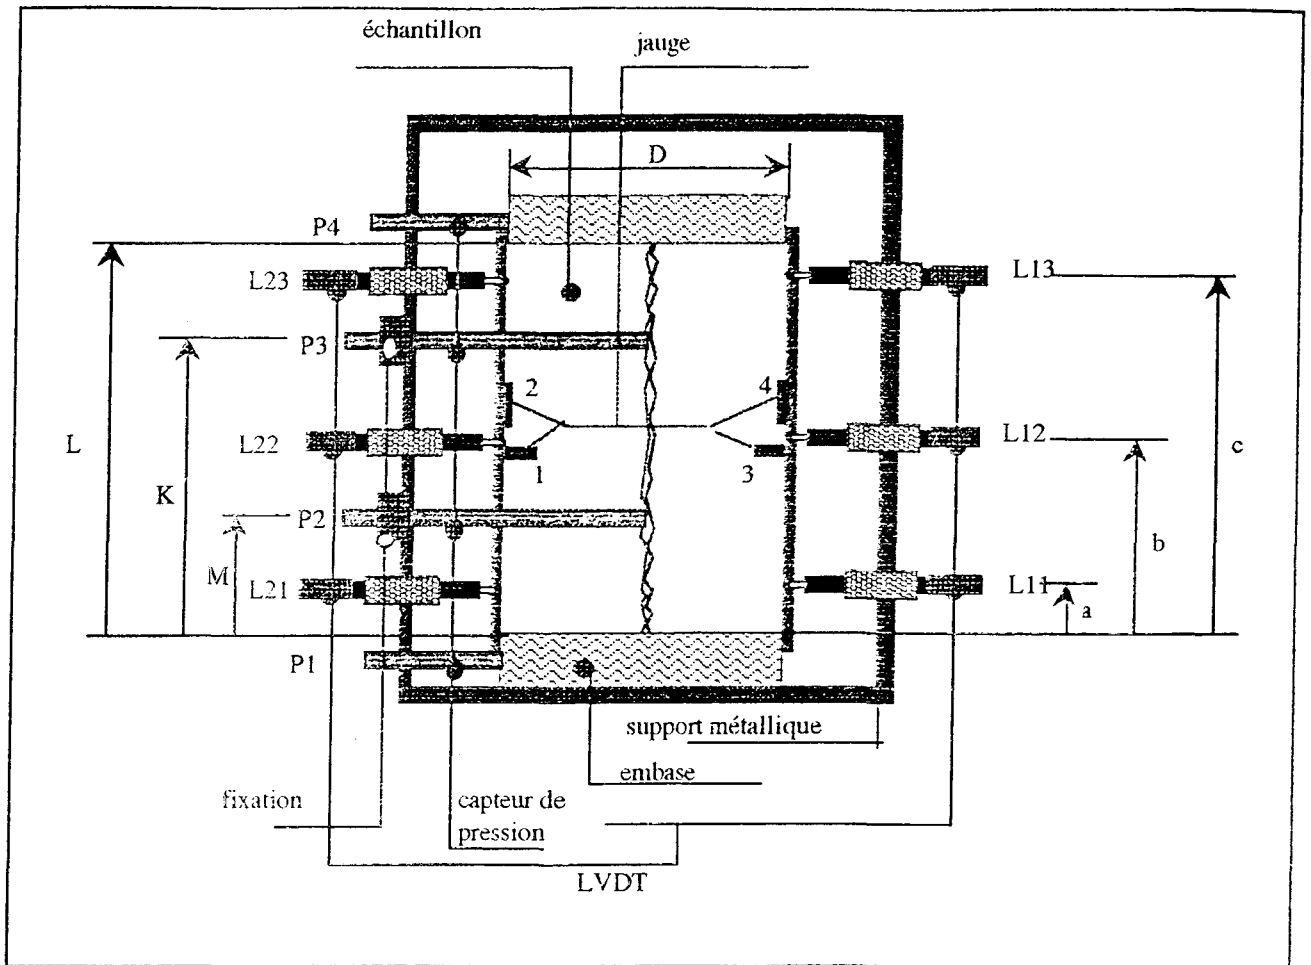 échantillon
jauge
D
P4
L23
L13
P3
2
4
L22
L12
L
c
1
3
K
P2
b
M
L21
L11
a
P1
support métallique
embase
fixation
capteur de
pression
LVDT